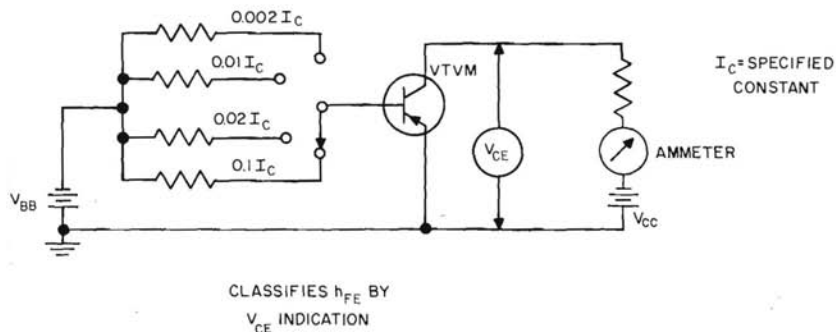 0.002 I_C
0.01 I_C
0.02 I_C
0.1 I_C
V_BB
VTVM
V_CE
I_C = SPECIFIED
CONSTANT
AMMETER
V_CC
CLASSIFIES h_FE BY
V_CE INDICATION